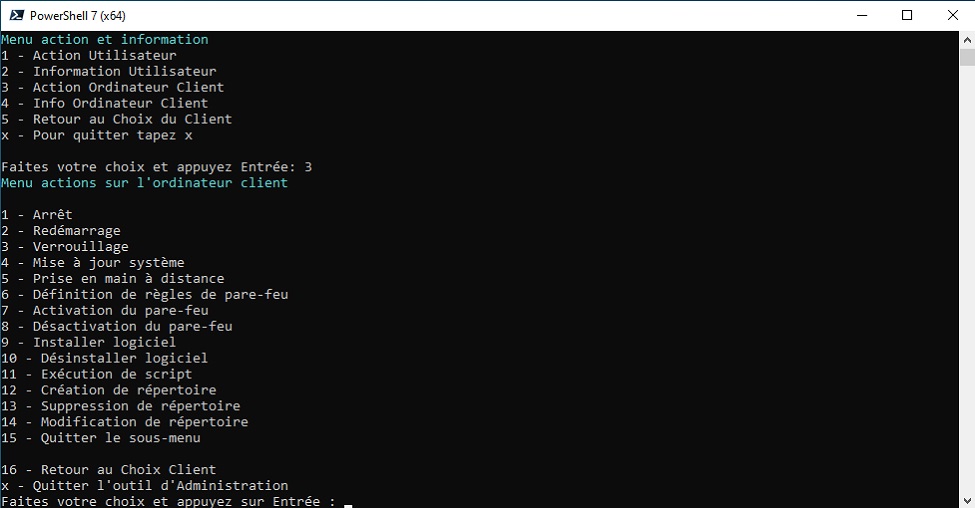 PowerShell 7 (x64)
Menu action et information
1 - Action Utilisateur
2 - Information Utilisateur
3 - Action Ordinateur Client
4 - Info Ordinateur Client
5 - Retour au Choix du Client
x - Pour quitter tapez x
Faites votre choix et appuyez Entrée: 3
Menu actions sur l'ordinateur client
1 - Arrêt
2 - Redémarrage
3 - Verrouillage
4 - Mise à jour système
5 - Prise en main à distance
6 - Définition de règles de pare-feu
7 - Activation du pare-feu
8 - Désactivation du pare-feu
9 - Installer logiciel
10 - Désinstaller logiciel
11 - Exécution de script
12 - Création de répertoire
13 - Suppression de répertoire
14 - Modification de répertoire
15 - Quitter le sous-menu
16 - Retour au Choix Client
x - Quitter l'outil d'Administration
Faites votre choix et appuyez sur Entrée :